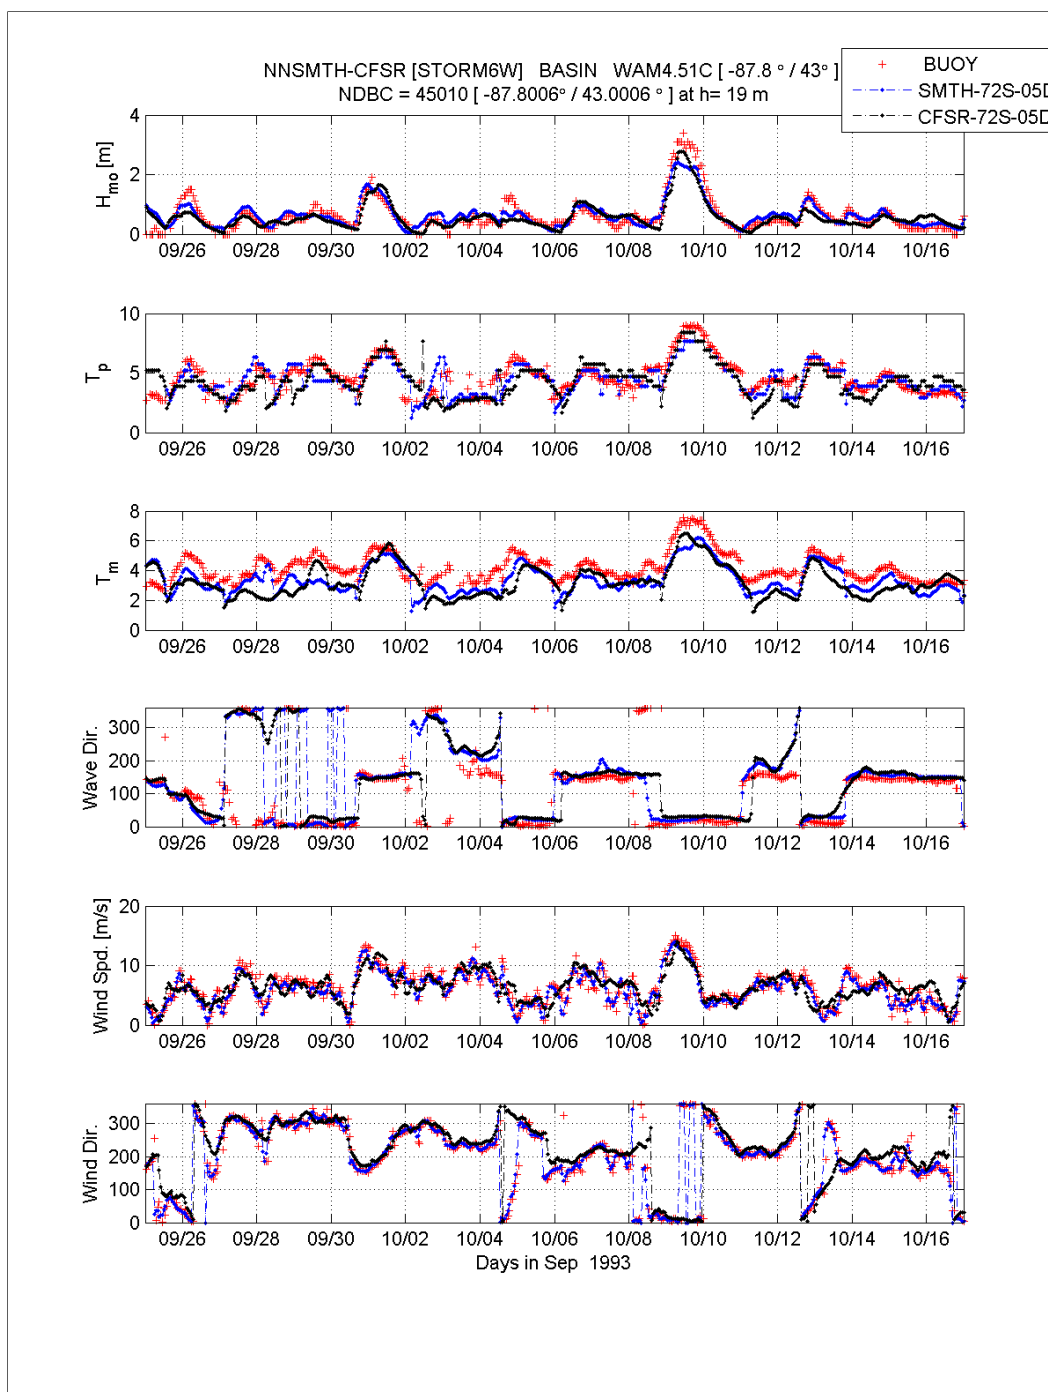 NNSMTH-CFSR [STORM6W] BASIN WAM4.51C [ -87.8 ° / 43° ]
NDBC = 45010 [ -87.8006° / 43.0006 ° ] at h= 19 m
BUOY
SMTH-72S-05D
CFSR-72S-05D
H_mo [m]
4
2
0
09/26 09/28 09/30 10/02 10/04 10/06 10/08 10/10 10/12 10/14 10/16
T_p
10
5
0
09/26 09/28 09/30 10/02 10/04 10/06 10/08 10/10 10/12 10/14 10/16
T_m
8
6
4
2
0
09/26 09/28 09/30 10/02 10/04 10/06 10/08 10/10 10/12 10/14 10/16
Wave Dir.
300
200
100
0
09/26 09/28 09/30 10/02 10/04 10/06 10/08 10/10 10/12 10/14 10/16
Wind Spd. [m/s]
20
10
0
09/26 09/28 09/30 10/02 10/04 10/06 10/08 10/10 10/12 10/14 10/16
Wind Dir.
300
200
100
0
09/26 09/28 09/30 10/02 10/04 10/06 10/08 10/10 10/12 10/14 10/16
Days in Sep 1993